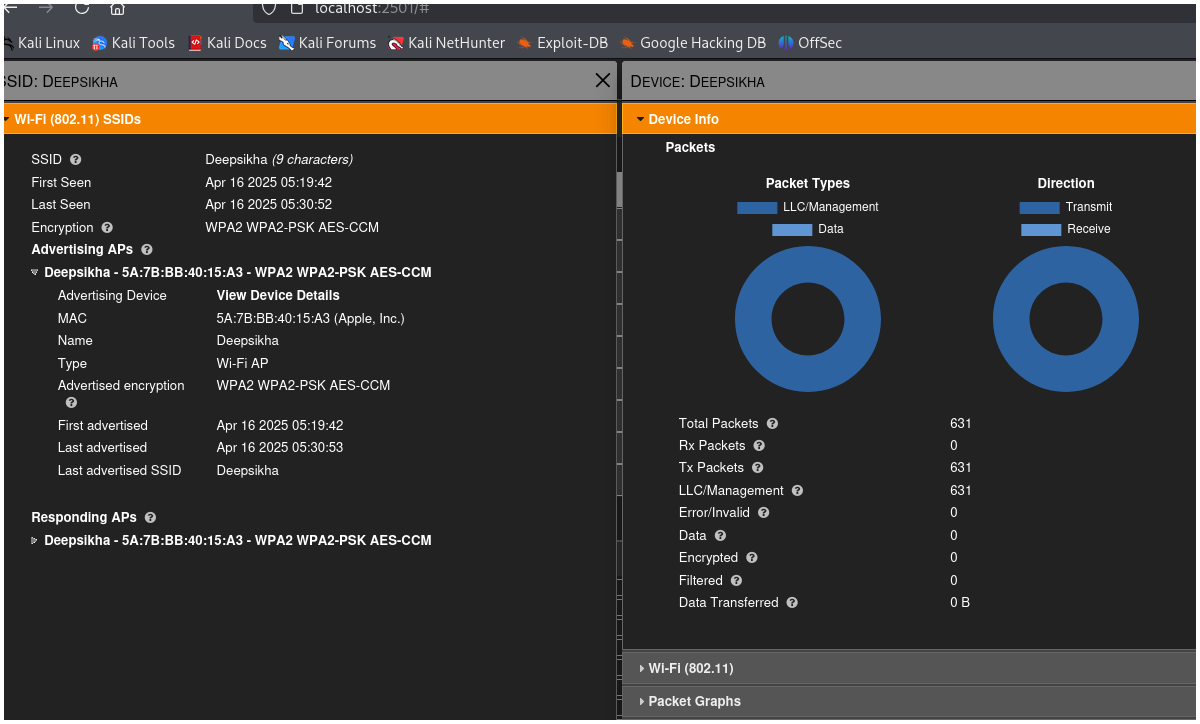 localhost:2501/#
Kali Linux Kali Tools Kali Docs Kali Forums Kali NetHunter Exploit-DB Google Hacking DB OffSec
SSID: Deepsikha
Wi-Fi (802.11) SSIDs
SSID Deepsikha (9 characters)
First Seen Apr 16 2025 05:19:42
Last Seen Apr 16 2025 05:30:52
Encryption WPA2 WPA2-PSK AES-CCM
Advertising APs
Deepsikha - 5A:7B:BB:40:15:A3 - WPA2 WPA2-PSK AES-CCM
Advertising Device View Device Details
MAC 5A:7B:BB:40:15:A3 (Apple, Inc.)
Name Deepsikha
Type Wi-Fi AP
Advertised encryption WPA2 WPA2-PSK AES-CCM
First advertised Apr 16 2025 05:19:42
Last advertised Apr 16 2025 05:30:53
Last advertised SSID Deepsikha
Responding APs
Deepsikha - 5A:7B:BB:40:15:A3 - WPA2 WPA2-PSK AES-CCM
Device: Deepsikha
Device Info
Packets
Packet Types
LLC/Management
Data
Direction
Transmit
Receive
Total Packets 631
Rx Packets 0
Tx Packets 631
LLC/Management 631
Error/Invalid 0
Data 0
Encrypted 0
Filtered 0
Data Transferred 0 B
Wi-Fi (802.11)
Packet Graphs